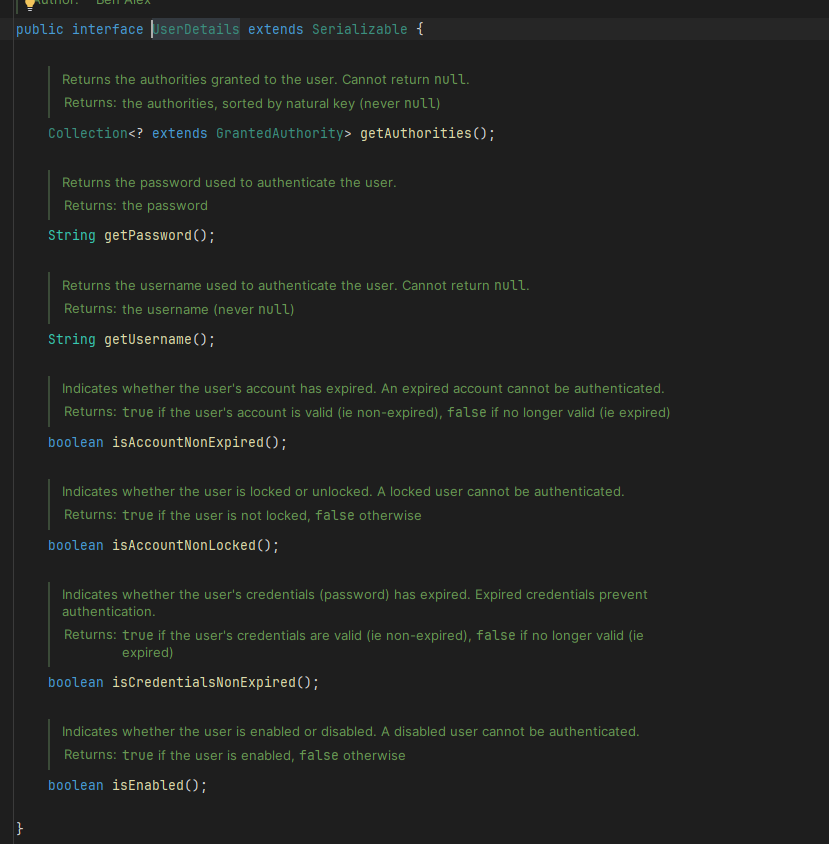 Author: Ben Alex
public interface UserDetails extends Serializable {
Returns the authorities granted to the user. Cannot return null.
Returns: the authorities, sorted by natural key (never null)
Collection<? extends GrantedAuthority> getAuthorities();
Returns the password used to authenticate the user.
Returns: the password
String getPassword();
Returns the username used to authenticate the user. Cannot return null.
Returns: the username (never null)
String getUsername();
Indicates whether the user's account has expired. An expired account cannot be authenticated.
Returns: true if the user's account is valid (ie non-expired), false if no longer valid (ie expired)
boolean isAccountNonExpired();
Indicates whether the user is locked or unlocked. A locked user cannot be authenticated.
Returns: true if the user is not locked, false otherwise
boolean isAccountNonLocked();
Indicates whether the user's credentials (password) has expired. Expired credentials prevent
authentication.
Returns: true if the user's credentials are valid (ie non-expired), false if no longer valid (ie
expired)
boolean isCredentialsNonExpired();
Indicates whether the user is enabled or disabled. A disabled user cannot be authenticated.
Returns: true if the user is enabled, false otherwise
boolean isEnabled();
}